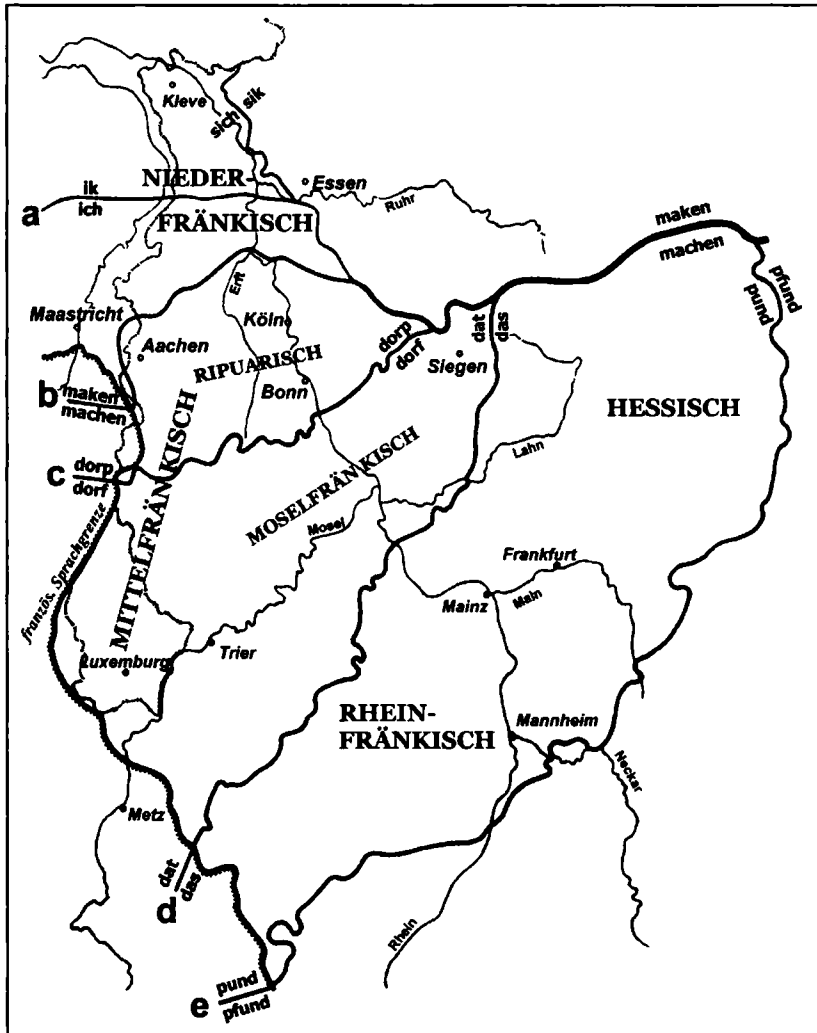 Kleve
sich sik
NIEDER-
FRÄNKISCH
Essen
Ruhr
ik
ich
a
maken
machen
pfund
pund
Erft
Maastricht
Köln
dat
das
dorp
dorf
Aachen
RIPUARISCH
Siegen
Bonn
b
maken
machen
HESSISCH
MITTELFRÄNKISCH
MOSELFRÄNKISCH
Lahn
c
dorp
dorf
Mosel
französ. Sprachgrenze
Frankfurt
Mainz
Main
Trier
Luxemburg
RHEIN-
FRÄNKISCH
Mannheim
Neckar
Metz
dat
das
d
Rhein
e
pund
pfund